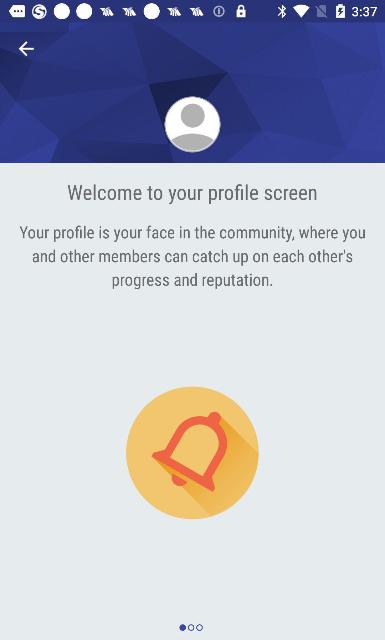 3:37
Welcome to your profile screen
Your profile is your face in the community, where you
and other members can catch up on each other's
progress and reputation.